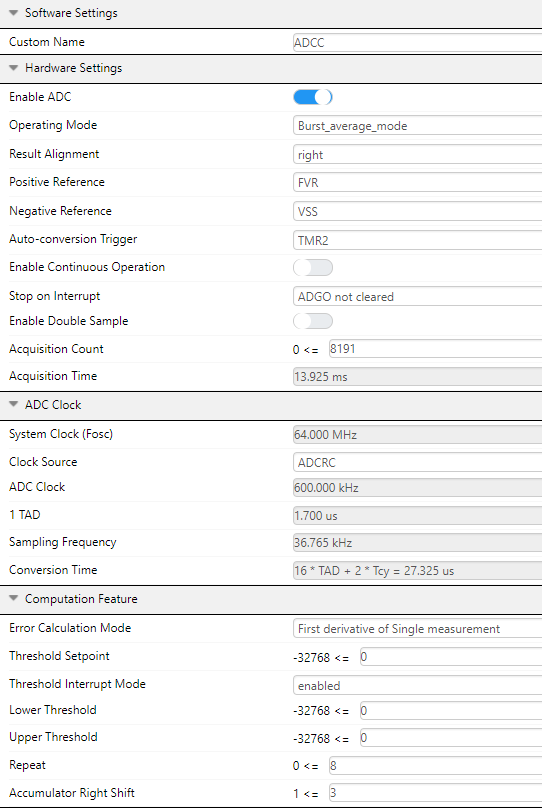 Software Settings
Custom Name ADCC
Hardware Settings
Enable ADC
Operating Mode Burst_average_mode
Result Alignment right
Positive Reference FVR
Negative Reference VSS
Auto-conversion Trigger TMR2
Enable Continuous Operation
Stop on Interrupt ADGO not cleared
Enable Double Sample
Acquisition Count 0 <= 8191
Acquisition Time 13.925 ms
ADC Clock
System Clock (Fosc) 64.000 MHz
Clock Source ADCRC
ADC Clock 600.000 kHz
1 TAD 1.700 us
Sampling Frequency 36.765 kHz
Conversion Time 16 * TAD + 2 * Tcy = 27.325 us
Computation Feature
Error Calculation Mode First derivative of Single measurement
Threshold Setpoint -32768 <= 0
Threshold Interrupt Mode enabled
Lower Threshold -32768 <= 0
Upper Threshold -32768 <= 0
Repeat 0 <= 8
Accumulator Right Shift 1 <= 3